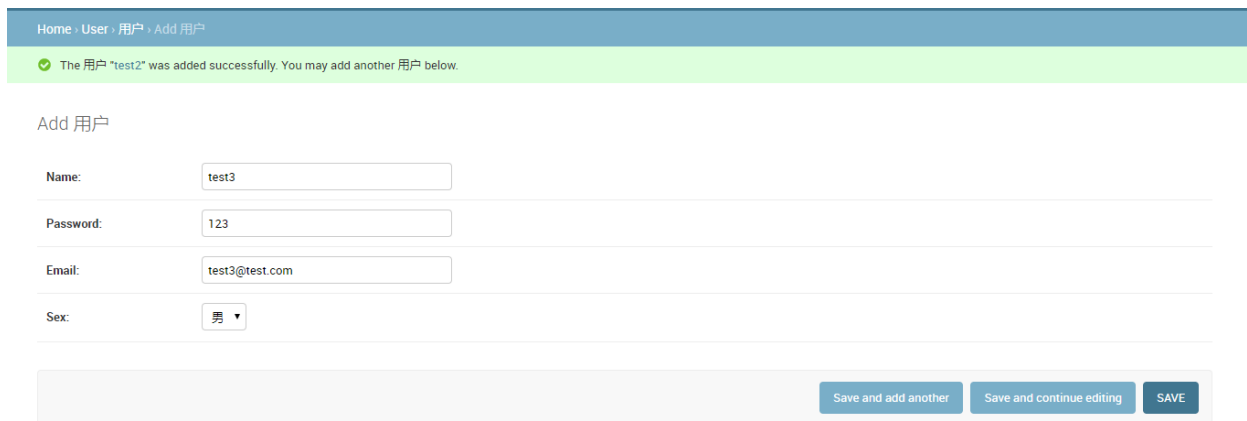 Home › User › 用户 › Add 用户
The 用户 "test2" was added successfully. You may add another 用户 below.
Add 用户
Name: test3
Password: 123
Email: test3@test.com
Sex: 男
Save and add another Save and continue editing SAVE